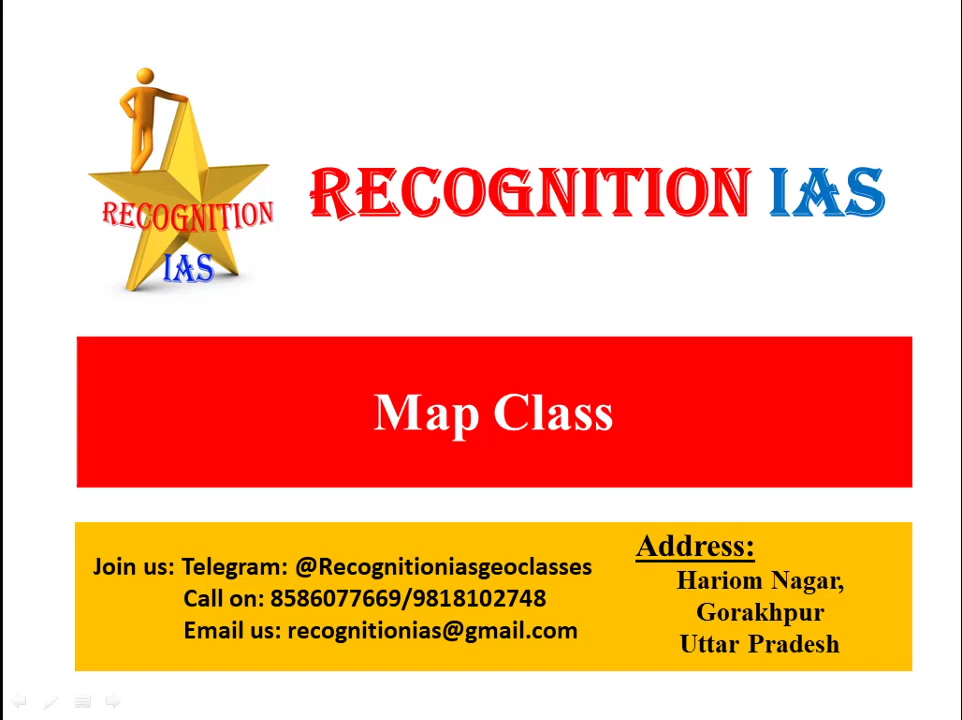 RECOGNITION
IAS
RECOGNITION IAS
Map Class
Join us: Telegram: @Recognitioniasgeoclasses
Call on: 8586077669/9818102748
Email us: recognitionias@gmail.com
Address:
Hariom Nagar,
Gorakhpur
Uttar Pradesh